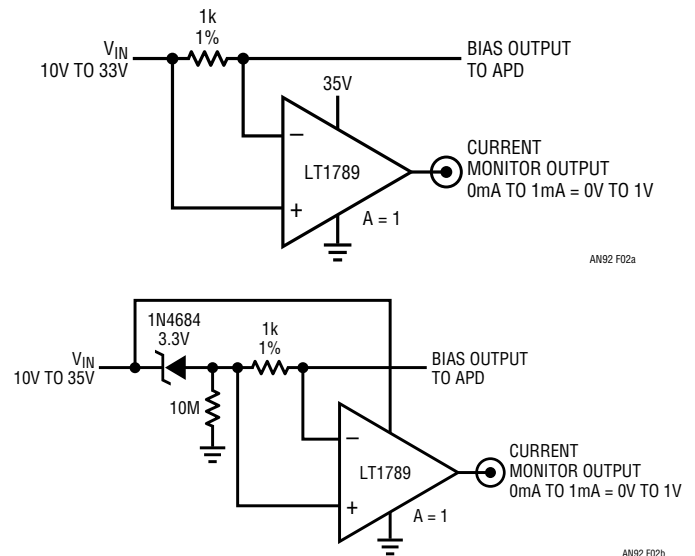 1k
1%
VIN
10V TO 33V
BIAS OUTPUT
TO APD
35V
−
LT1789
+
A = 1
CURRENT
MONITOR OUTPUT
0mA TO 1mA = 0V TO 1V
AN92 F02a
1N4684
3.3V
1k
1%
VIN
10V TO 35V
BIAS OUTPUT
TO APD
10M
−
LT1789
+
A = 1
CURRENT
MONITOR OUTPUT
0mA TO 1mA = 0V TO 1V
AN92 F02b